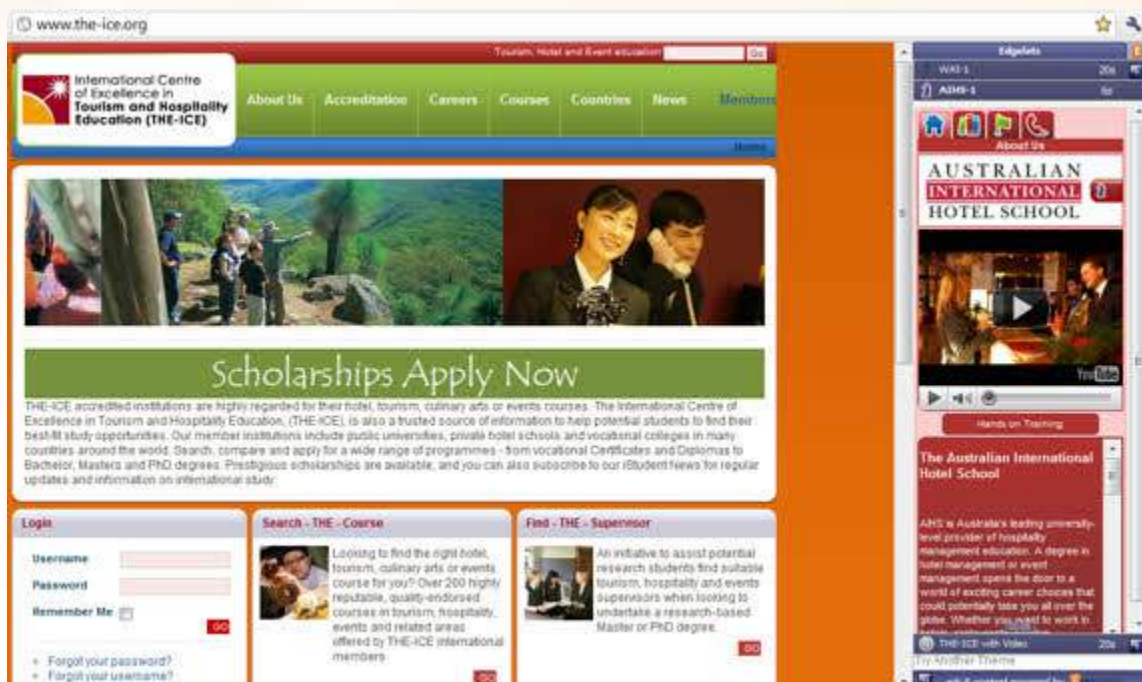 www.the-ice.org
Tourism, Hotel and Event education
Go
International Centre
of Excellence in
Tourism and Hospitality
Education (THE-ICE)
About Us
Accreditation
Careers
Courses
Countries
News
Members
Home
Scholarships Apply Now
THE-ICE accredited institutions are highly regarded for their hotel, tourism, culinary arts or events courses. The International Centre of
Excellence in Tourism and Hospitality Education, (THE-ICE), is also a trusted source of information to help potential students to find their
best-fit study opportunities. Our member institutions include public universities, private hotel schools and vocational colleges in many
countries around the world. Search, compare and apply for a wide range of programmes - from vocational Certificates and Diplomas to
Bachelor, Masters and PhD degrees. Prestigious scholarships are available, and you can also subscribe to our iStudent News for regular
updates and information on international study.
Login
Username
Password
Remember Me
GO
Forgot your password?
Forgot your username?
Search - THE - Course
Looking to find the right hotel,
tourism, culinary arts or events
course for you? Over 200 highly
reputable, quality-endorsed
courses in tourism, hospitality,
events and related areas
offered by THE-ICE international
members
GO
Find - THE - Supervisor
An initiative to assist potential
research students find suitable
tourism, hospitality and events
supervisors when looking to
undertake a research-based
Master or PhD degree.
GO
Edgelets
WAT-1
20s
AIHS-1
6s
About Us
AUSTRALIAN
INTERNATIONAL
HOTEL SCHOOL
YouTube
Hands on Training
The Australian International
Hotel School
AIHS is Australia's leading university-
level provider of hospitality
management education. A degree in
hotel management or event
management opens the door to a
world of exciting career choices that
could potentially take you all over the
globe. Whether you want to work in
THE-ICE with Video
20s
Try Another Theme